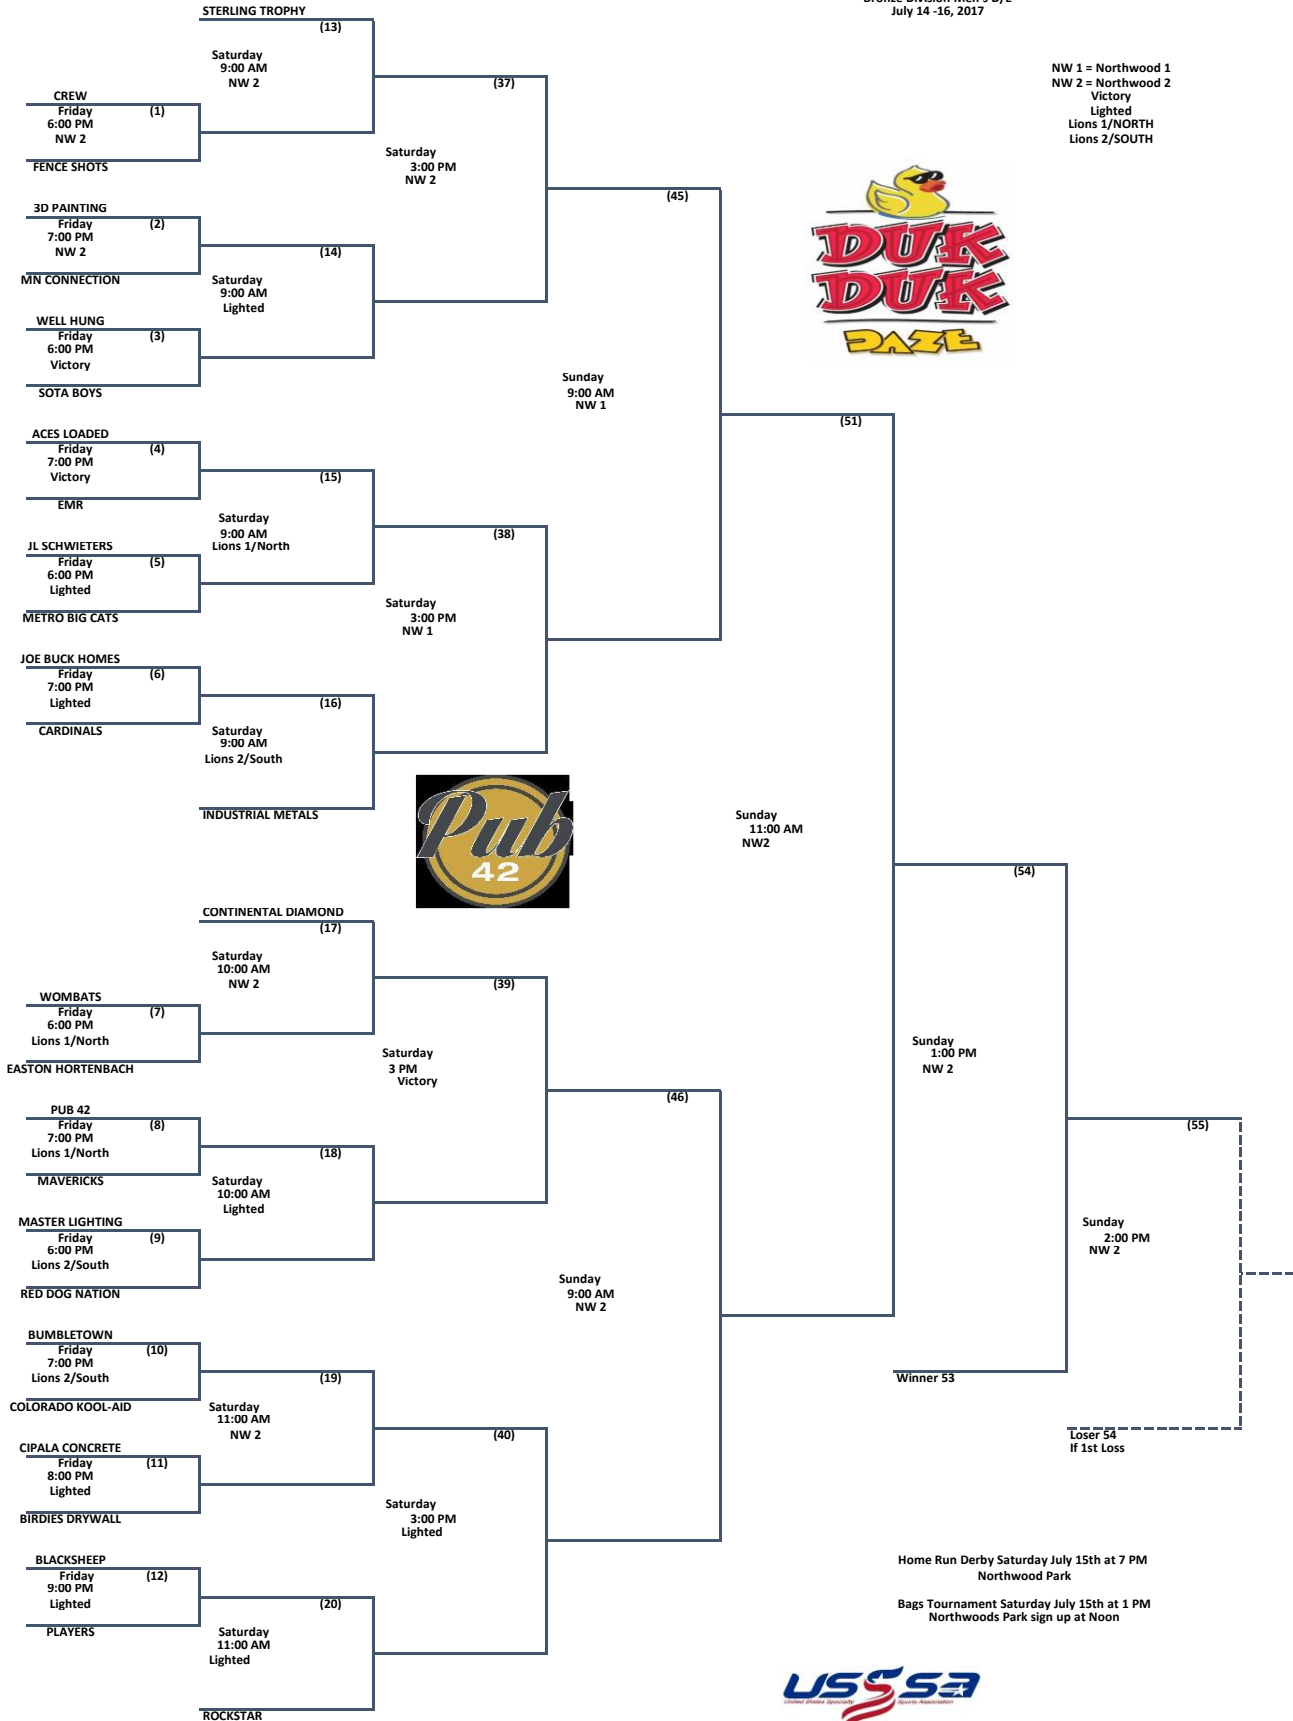 Bronze Division Men's D/E
July 14 -16, 2017
NW 1 = Northwood 1
NW 2 = Northwood 2
Victory
Lighted
Lions 1/NORTH
Lions 2/SOUTH
DUK
DUK
DAZE
STERLING TROPHY
(13)
Saturday
9:00 AM
NW 2
CREW
Friday (1)
6:00 PM
NW 2
FENCE SHOTS
(37)
Saturday
3:00 PM
NW 2
3D PAINTING
Friday (2)
7:00 PM
NW 2
MN CONNECTION
(14)
Saturday
9:00 AM
Lighted
WELL HUNG
Friday (3)
6:00 PM
Victory
SOTA BOYS
(45)
Sunday
9:00 AM
NW 1
ACES LOADED
Friday (4)
7:00 PM
Victory
EMR
(15)
Saturday
9:00 AM
Lions 1/North
JL SCHWIETERS
Friday (5)
6:00 PM
Lighted
METRO BIG CATS
(38)
Saturday
3:00 PM
NW 1
JOE BUCK HOMES
Friday (6)
7:00 PM
Lighted
CARDINALS
(16)
Saturday
9:00 AM
Lions 2/South
INDUSTRIAL METALS
Pub
42
(51)
Sunday
11:00 AM
NW2
CONTINENTAL DIAMOND
(17)
Saturday
10:00 AM
NW 2
WOMBATS
Friday (7)
6:00 PM
Lions 1/North
EASTON HORTENBACH
(39)
Saturday
3 PM
Victory
PUB 42
Friday (8)
7:00 PM
Lions 1/North
MAVERICKS
(18)
Saturday
10:00 AM
Lighted
MASTER LIGHTING
Friday (9)
6:00 PM
Lions 2/South
RED DOG NATION
(46)
Sunday
9:00 AM
NW 2
BUMBLETOWN
Friday (10)
7:00 PM
Lions 2/South
COLORADO KOOL-AID
(19)
Saturday
11:00 AM
NW 2
CIPALA CONCRETE
Friday (11)
8:00 PM
Lighted
BIRDIES DRYWALL
(40)
Saturday
3:00 PM
Lighted
BLACKSHEEP
Friday (12)
9:00 PM
Lighted
PLAYERS
(20)
Saturday
11:00 AM
Lighted
ROCKSTAR
(54)
Sunday
1:00 PM
NW 2
Winner 53
(55)
Sunday
2:00 PM
NW 2
Loser 54
If 1st Loss
Home Run Derby Saturday July 15th at 7 PM
Northwood Park
Bags Tournament Saturday July 15th at 1 PM
Northwoods Park sign up at Noon
USSSA
United States Specialty Sports Association